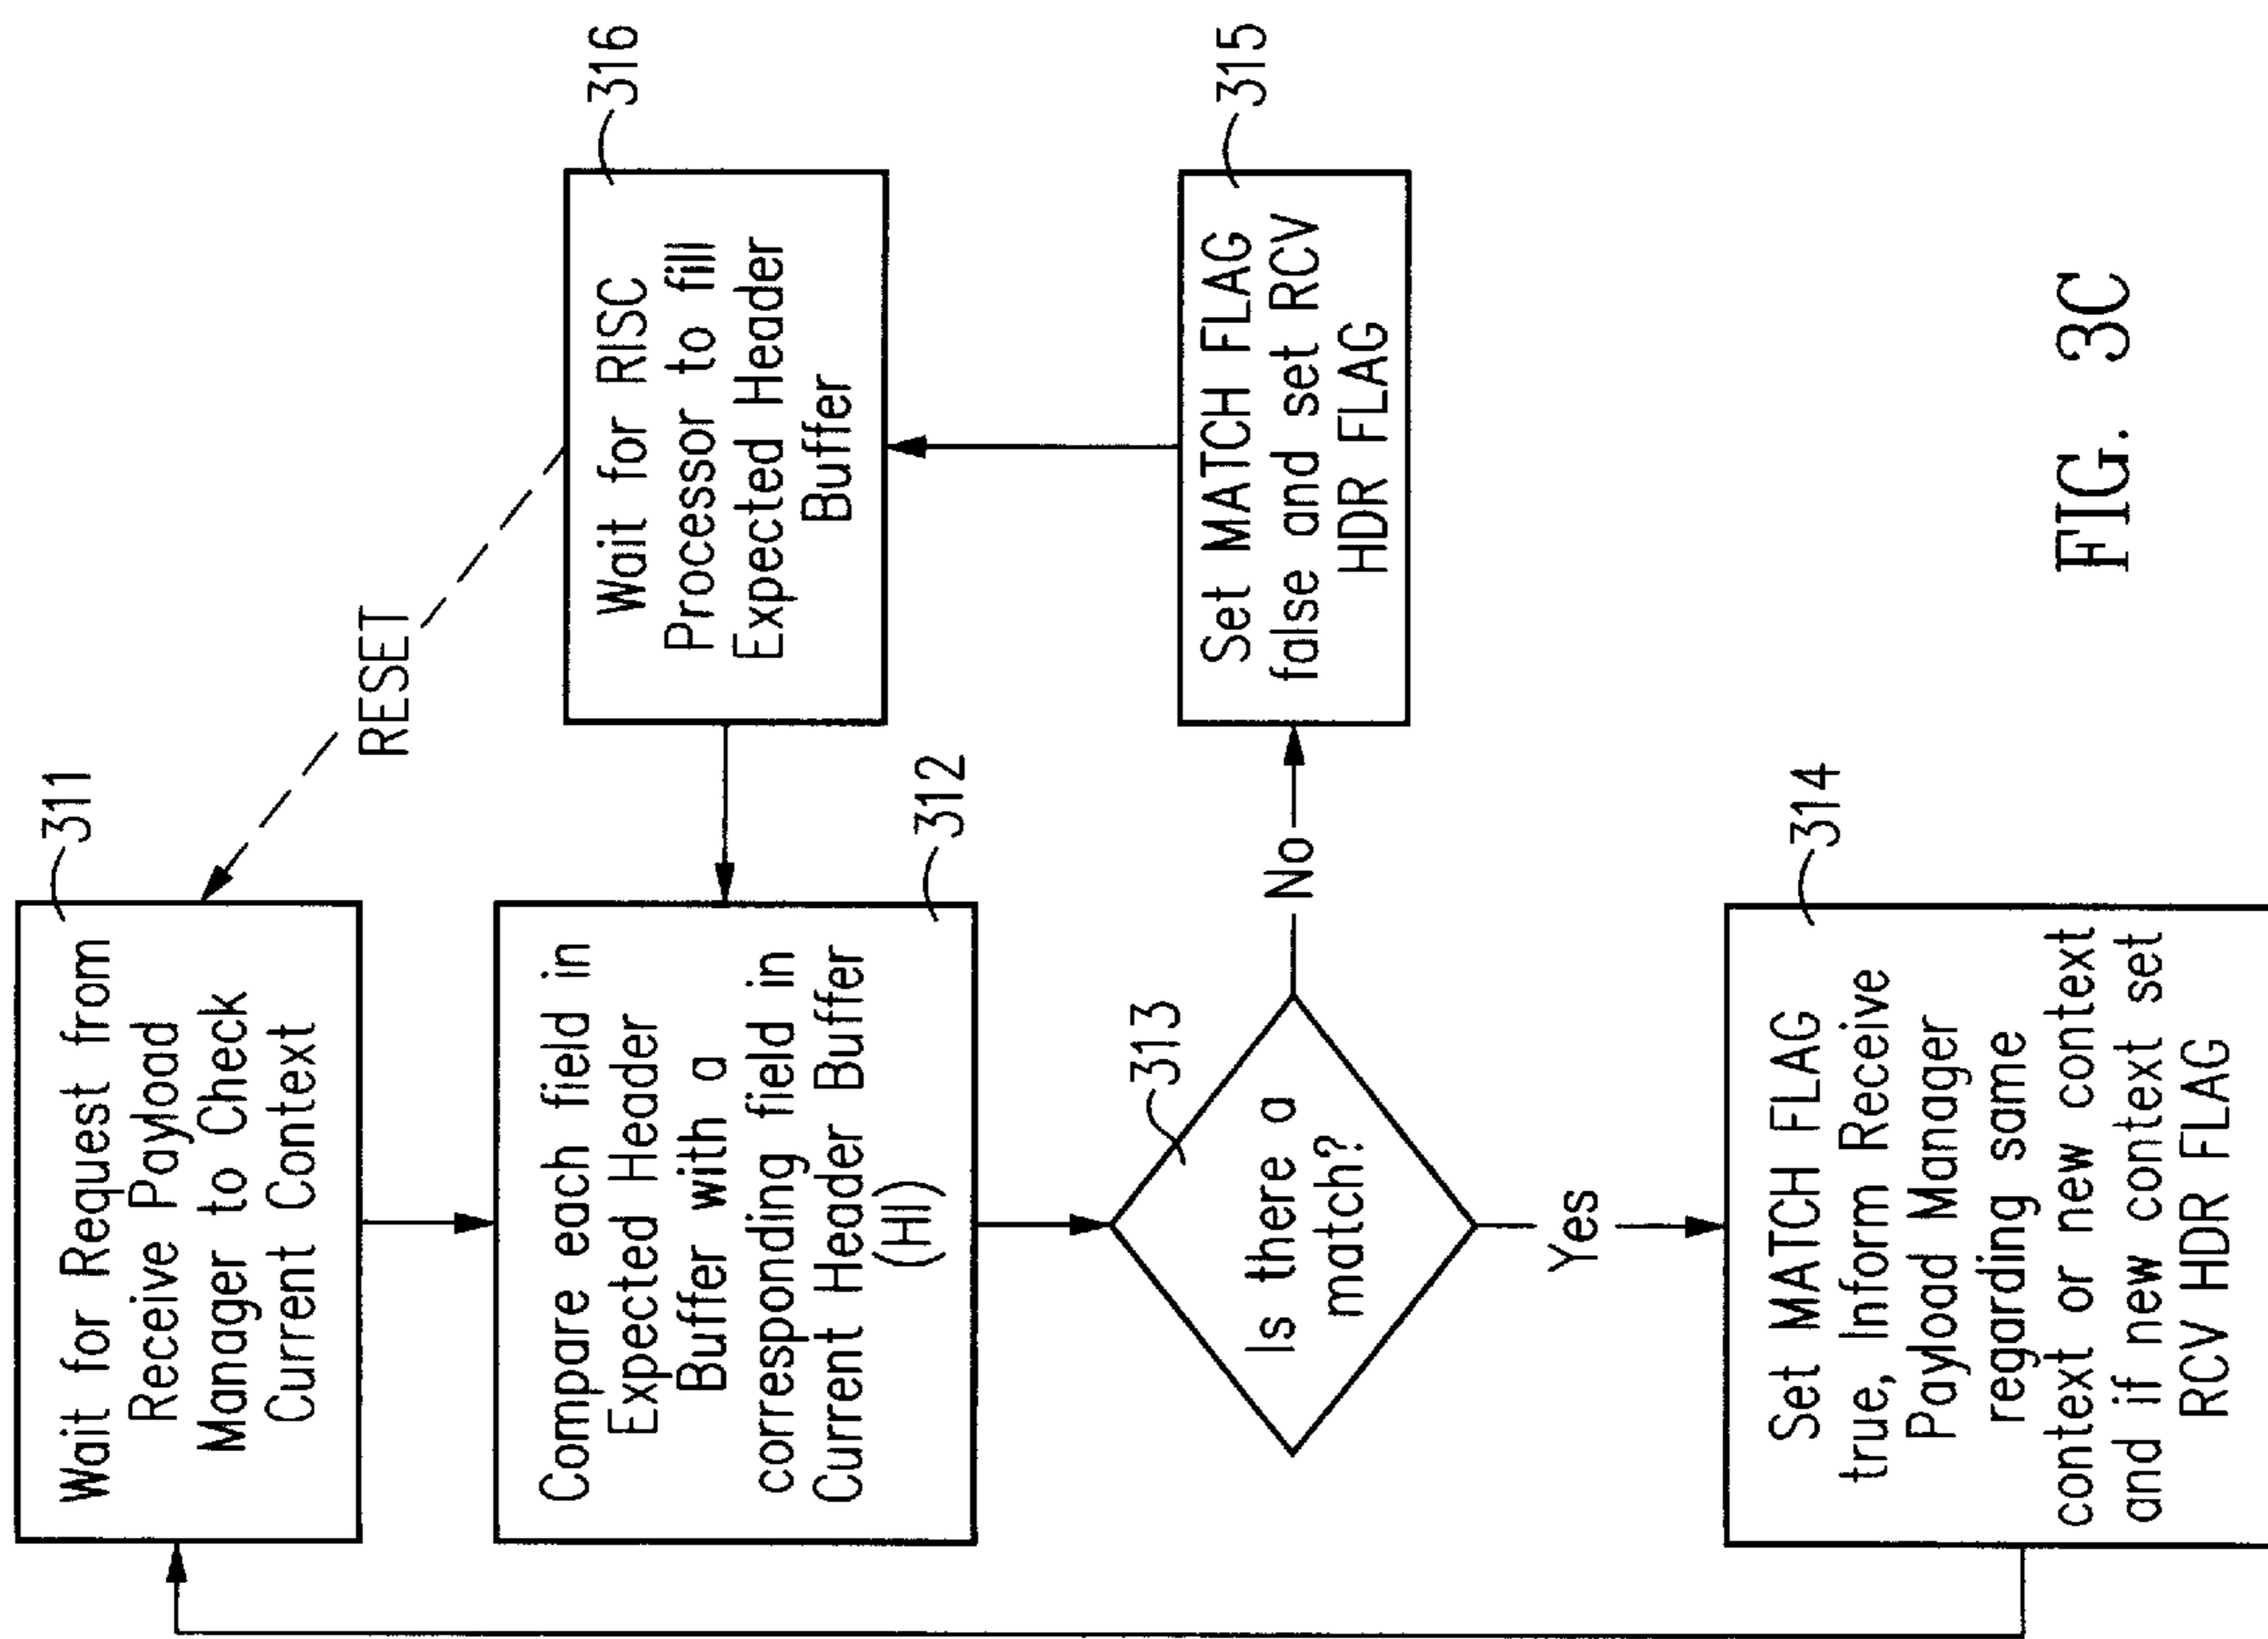 311
Wait for Request from
Receive Payload
Manager to Check
Current Context
RESET
316
Wait for RISC
Processor to fill
Expected Header
Buffer
312
Compare each field in
Expected Header
Buffer with a
corresponding field in
Current Header Buffer
(HI)
313
Is there a
match?
No
315
Set MATCH FLAG
false and set RCV
HDR FLAG
Yes
314
Set MATCH FLAG
true, Inform Receive
Payload Manager
regarding same
context or new context
and if new context set
RCV HDR FLAG
FIG. 3C